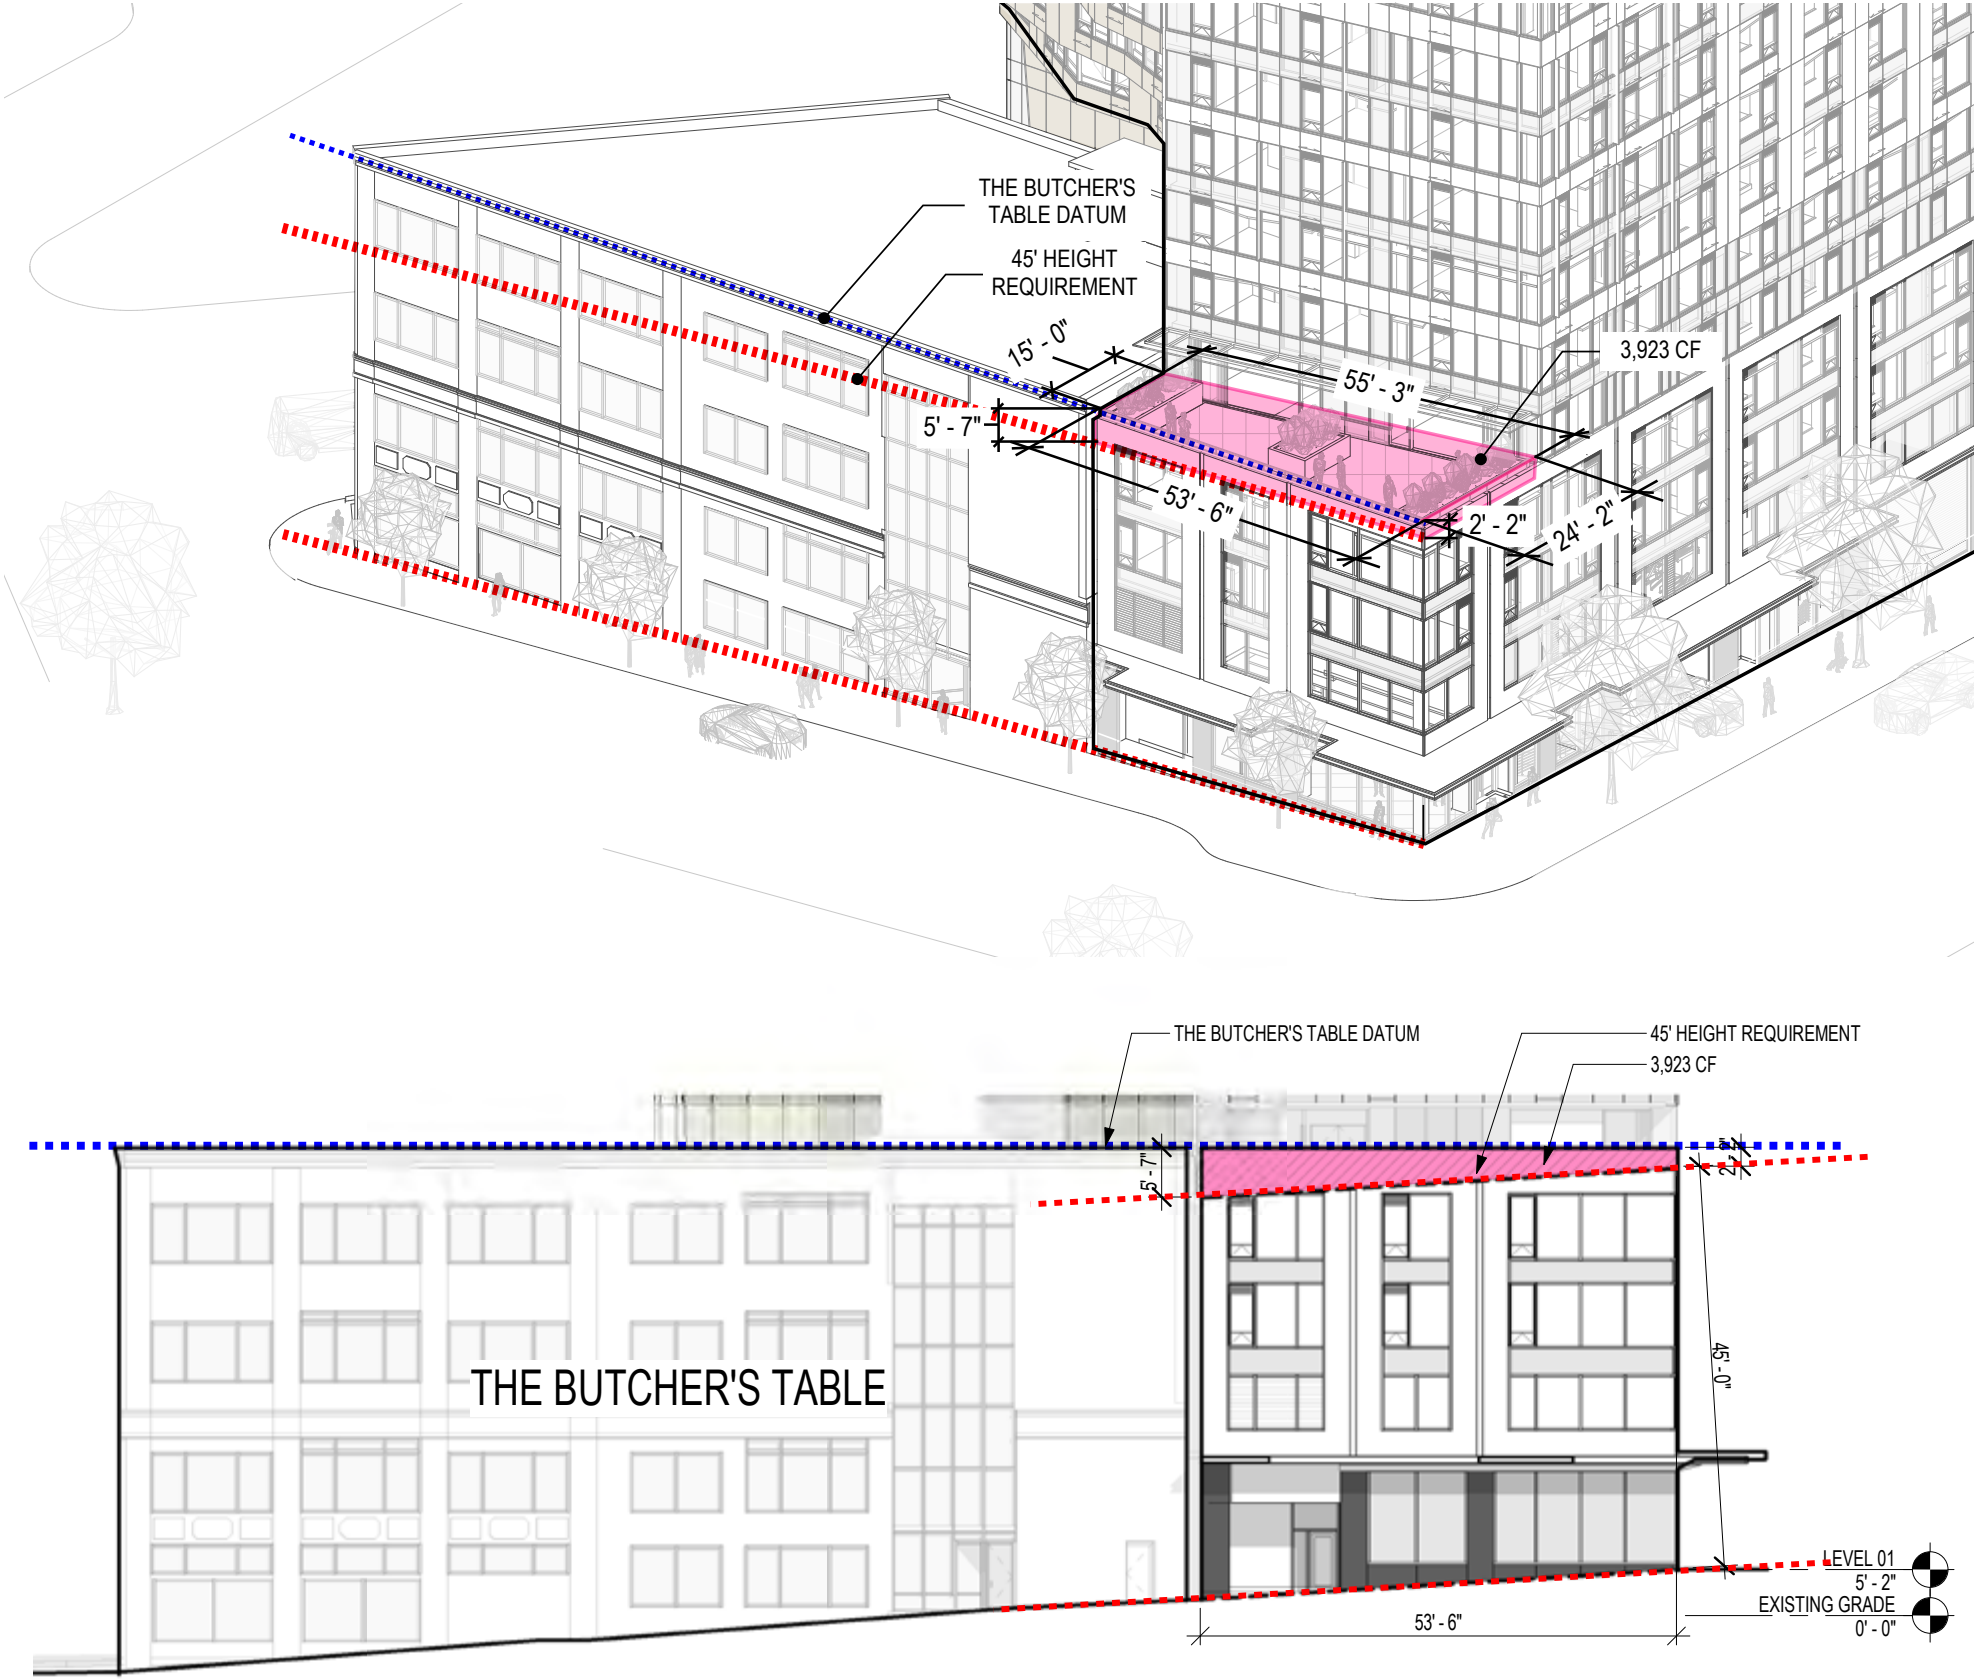 THE BUTCHER'S
TABLE DATUM
45' HEIGHT
REQUIREMENT
15' - 0"
3,923 CF
55' - 3"
5' - 7"
53' - 6"
2' - 2"
24' - 2"
THE BUTCHER'S TABLE DATUM
45' HEIGHT REQUIREMENT
3,923 CF
5' - 7"
THE BUTCHER'S TABLE
45' - 0"
LEVEL 01
5' - 2"
EXISTING GRADE
0' - 0"
53' - 6"